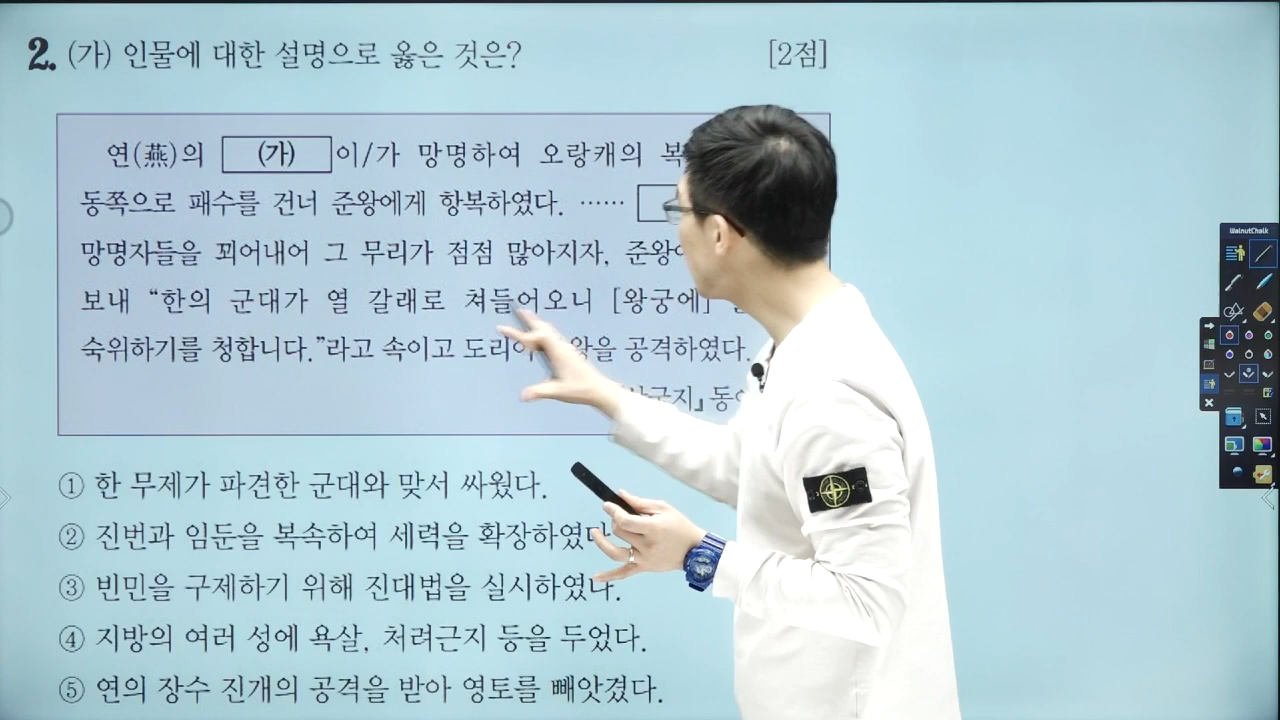 2. (가) 인물에 대한 설명으로 옳은 것은? [2점]
연(燕)의 (가) 이/가 망명하여 오랑캐의
동쪽으로 패수를 건너 준왕에게 항복하였다. ……
망명자들을 꾀어내어 그 무리가 점점 많아지자, 준왕
보내 “한의 군대가 열 갈래로 쳐들어오니 [왕궁에]
숙위하기를 청합니다.”라고 속이고 공격하였다.
① 한 무제가 파견한 군대와 맞서 싸웠다.
② 진번과 임둔을 복속하여 세력을 확장하였다
③ 빈민을 구제하기 위해 진대법을 실시하였다.
④ 지방의 여러 성에 욕살, 처려근지 등을 두었다.
⑤ 연의 장수 진개의 공격을 받아 영토를 빼앗겼다.
WalnutChalk